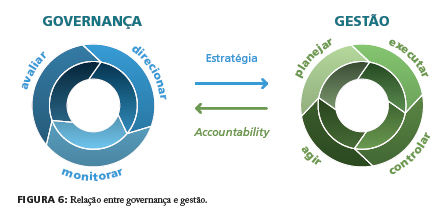 GOVERNANÇA
GESTÃO
avaliar
direcionar
monitorar
Estratégia
Accountability
planejar
executar
agir
controlar
FIGURA 6: Relação entre governança e gestão.